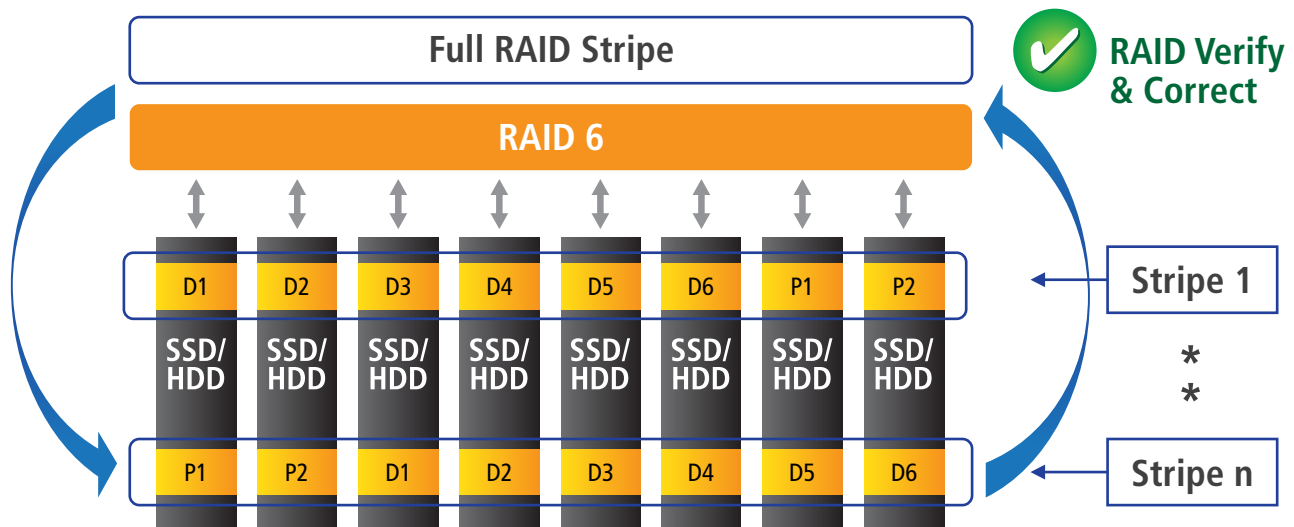 Full RAID Stripe
RAID Verify
& Correct
RAID 6
D1 D2 D3 D4 D5 D6 P1 P2
Stripe 1
SSD/ SSD/ SSD/ SSD/ SSD/ SSD/ SSD/ SSD/
HDD HDD HDD HDD HDD HDD HDD HDD
*
*
P1 P2 D1 D2 D3 D4 D5 D6
Stripe n